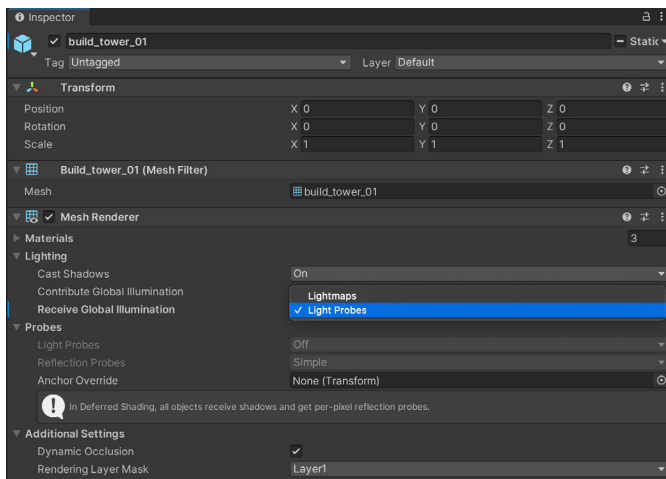 Inspector
build_tower_01 Static
Tag Untagged Layer Default
Transform
Position X 0 Y 0 Z 0
Rotation X 0 Y 0 Z 0
Scale X 1 Y 1 Z 1
Build_tower_01 (Mesh Filter)
Mesh build_tower_01
Mesh Renderer
Materials 3
Lighting
Cast Shadows On
Contribute Global Illumination
Lightmaps
Receive Global Illumination ✓ Light Probes
Probes
Light Probes Off
Reflection Probes Simple
Anchor Override None (Transform)
In Deferred Shading, all objects receive shadows and get per-pixel reflection probes.
Additional Settings
Dynamic Occlusion ✓
Rendering Layer Mask Layer1